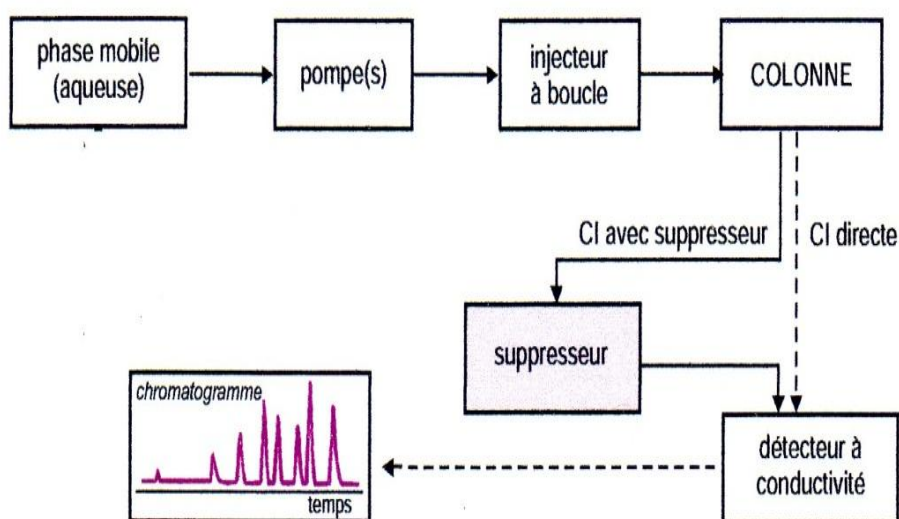 phase mobile
(aqueuse)
pompe(s)
injecteur
à boucle
COLONNE
CI avec suppresseur
CI directe
suppresseur
chromatogramme
temps
détecteur à
conductivité